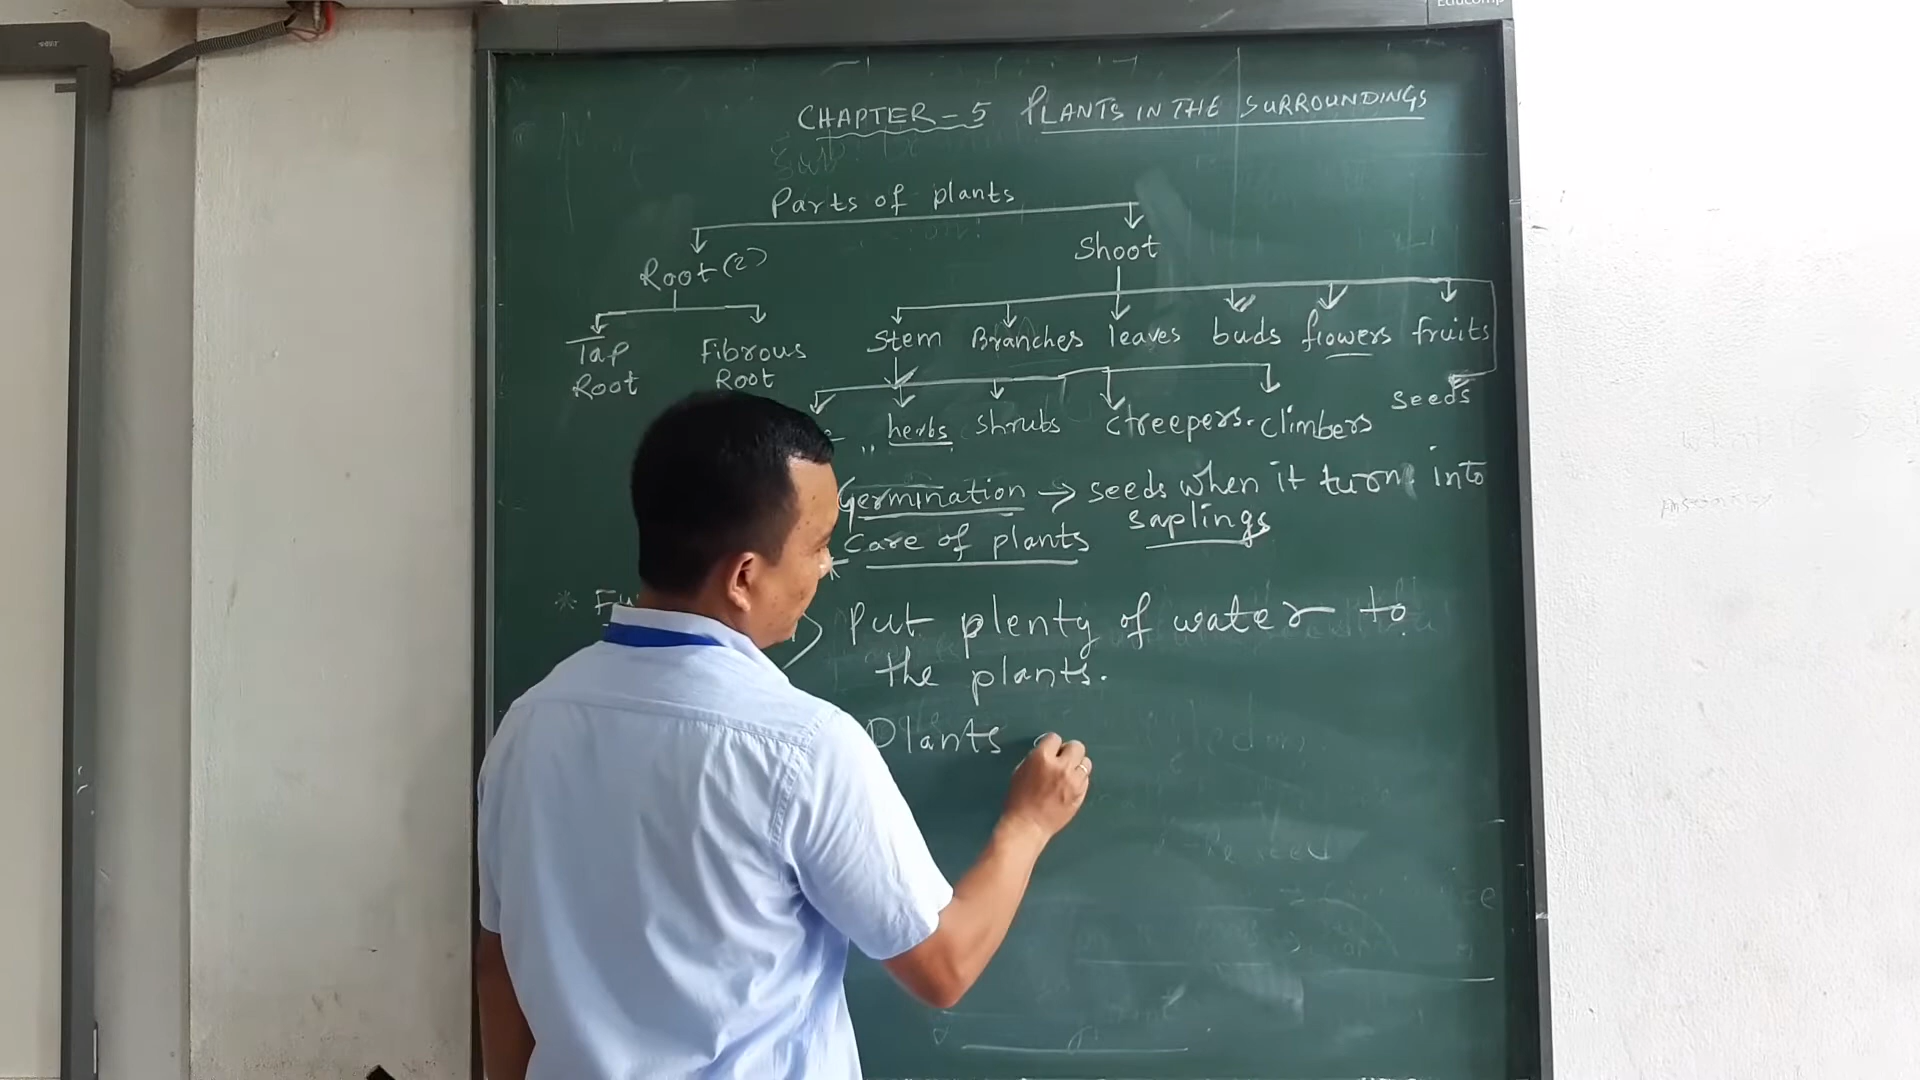 Educomp
CHAPTER - 5 PLANTS IN THE SURROUNDINGS
Parts of plants
Root (2)
Shoot
Tap Root
Fibrous Root
Stem Branches leaves buds flowers fruits
seeds
herbs shrubs creepers. climbers
Germination → seeds when it turns into
saplings
Care of plants
Put plenty of water to
the plants.
Plants